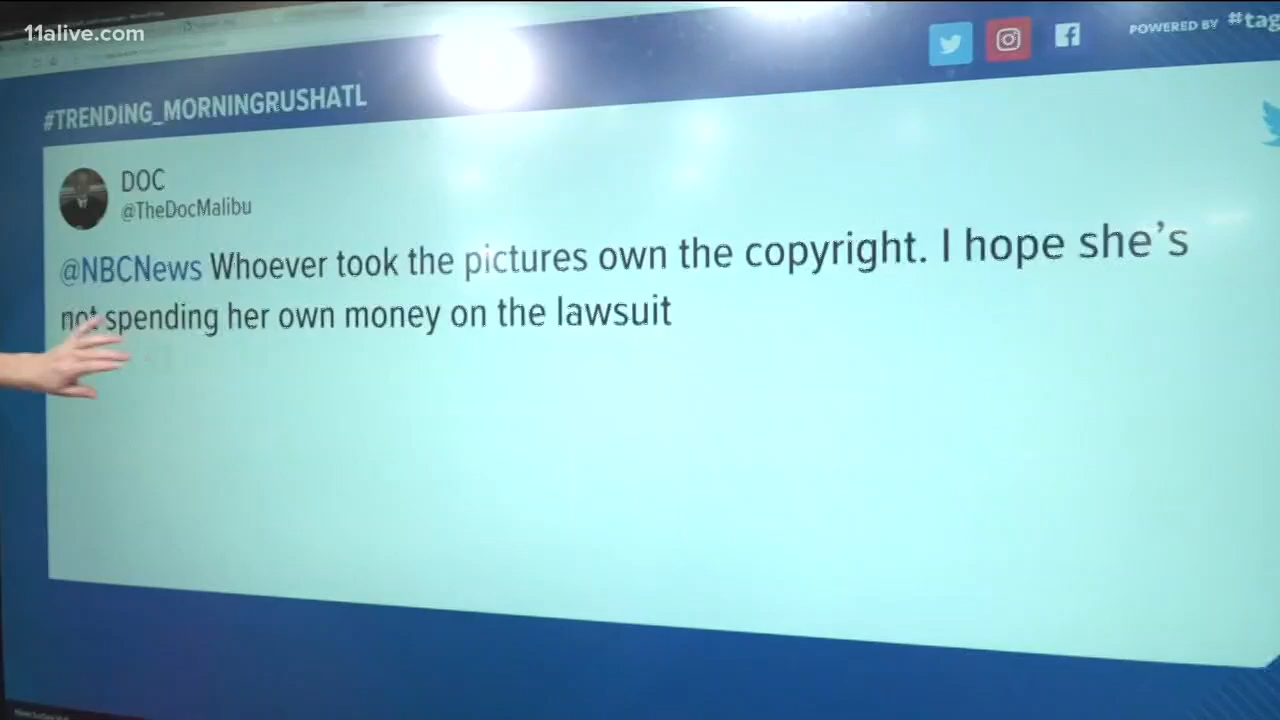 11alive.com
POWERED BY #tag
#TRENDING_MORNINGRUSHATL
DOC
@TheDocMalibu
@NBCNews Whoever took the pictures own the copyright. I hope she's
not spending her own money on the lawsuit